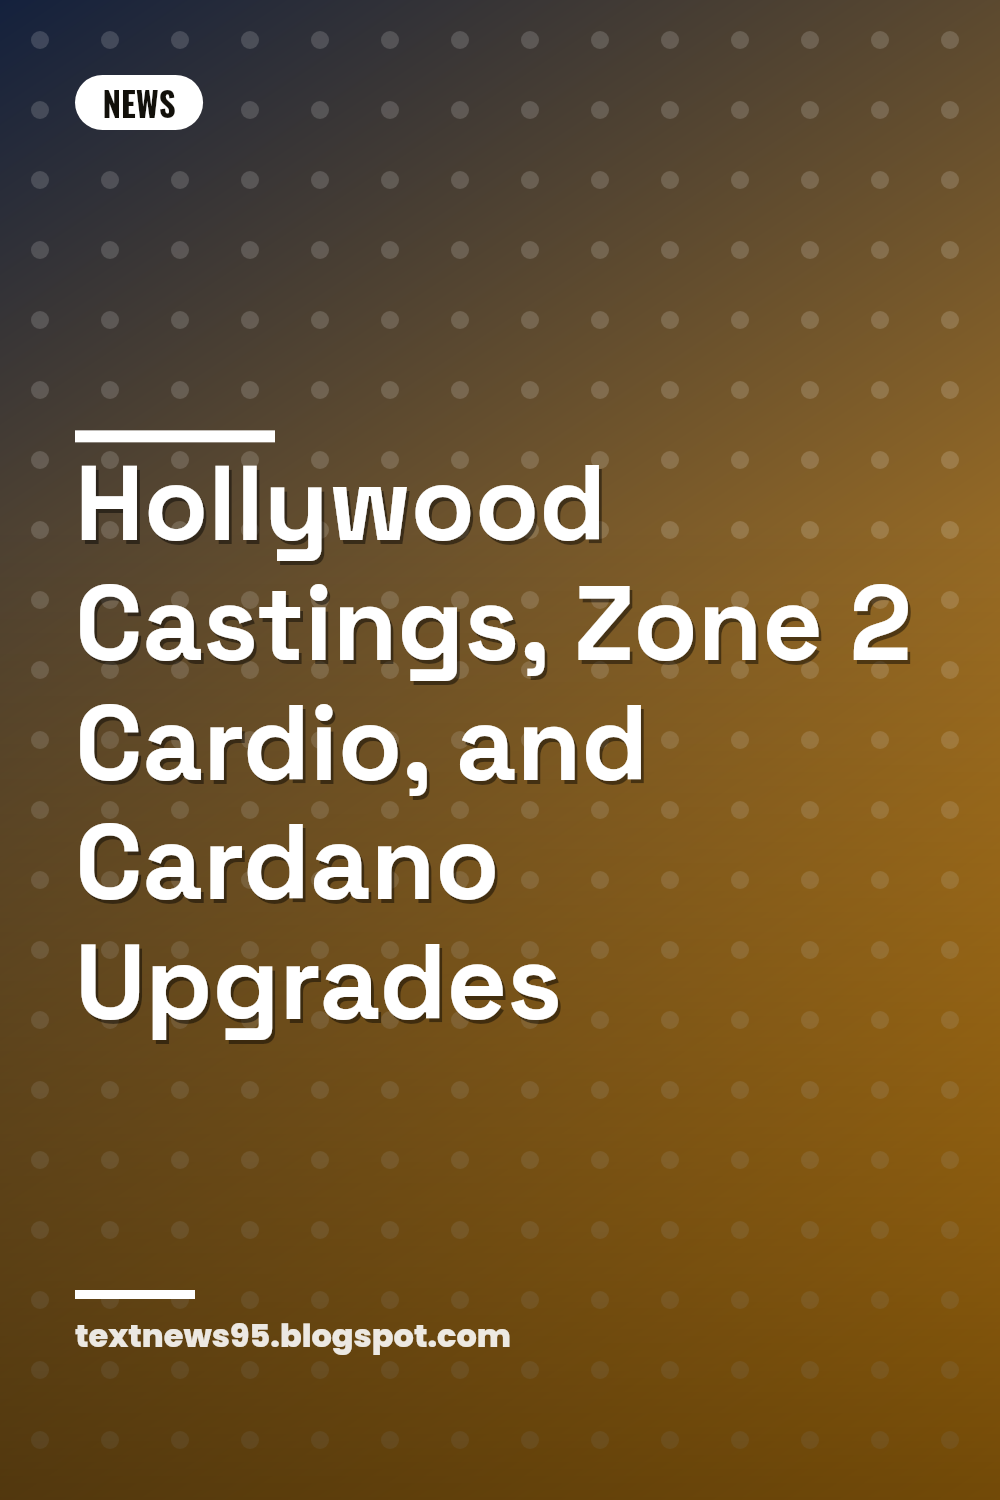 NEWS
Hollywood
Castings, Zone 2
Cardio, and
Cardano
Upgrades
textnews95.blogspot.com